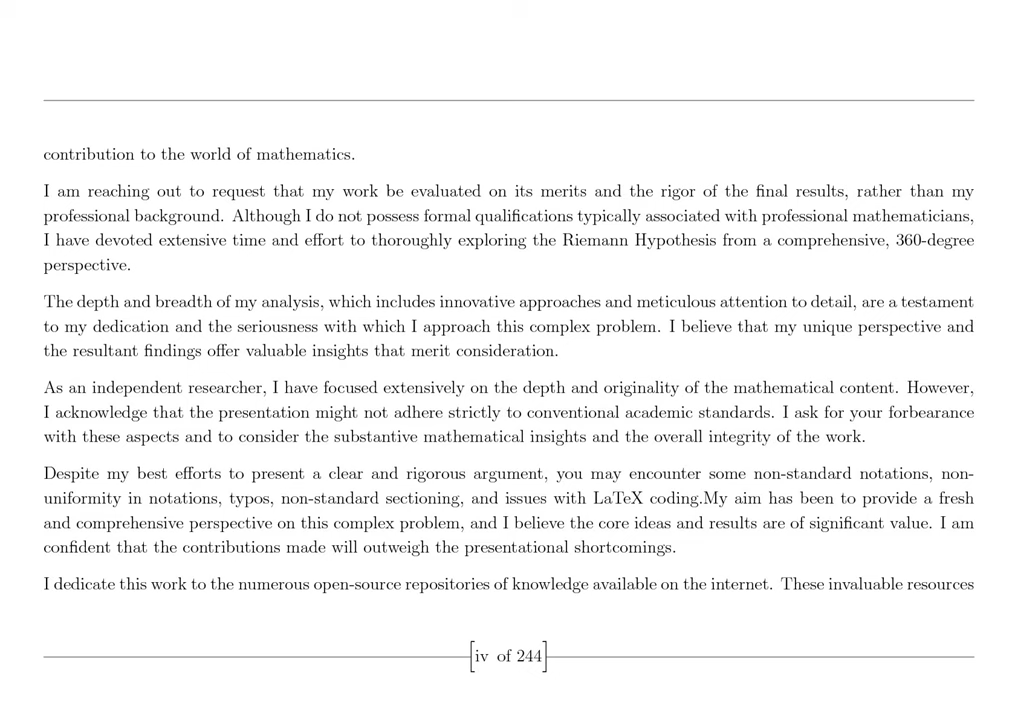 contribution to the world of mathematics.
I am reaching out to request that my work be evaluated on its merits and the rigor of the final results, rather than my
professional background. Although I do not possess formal qualifications typically associated with professional mathematicians,
I have devoted extensive time and effort to thoroughly exploring the Riemann Hypothesis from a comprehensive, 360-degree
perspective.
The depth and breadth of my analysis, which includes innovative approaches and meticulous attention to detail, are a testament
to my dedication and the seriousness with which I approach this complex problem. I believe that my unique perspective and
the resultant findings offer valuable insights that merit consideration.
As an independent researcher, I have focused extensively on the depth and originality of the mathematical content. However,
I acknowledge that the presentation might not adhere strictly to conventional academic standards. I ask for your forbearance
with these aspects and to consider the substantive mathematical insights and the overall integrity of the work.
Despite my best efforts to present a clear and rigorous argument, you may encounter some non-standard notations, non-
uniformity in notations, typos, non-standard sectioning, and issues with LaTeX coding.My aim has been to provide a fresh
and comprehensive perspective on this complex problem, and I believe the core ideas and results are of significant value. I am
confident that the contributions made will outweigh the presentational shortcomings.
I dedicate this work to the numerous open-source repositories of knowledge available on the internet. These invaluable resources
[iv of 244]